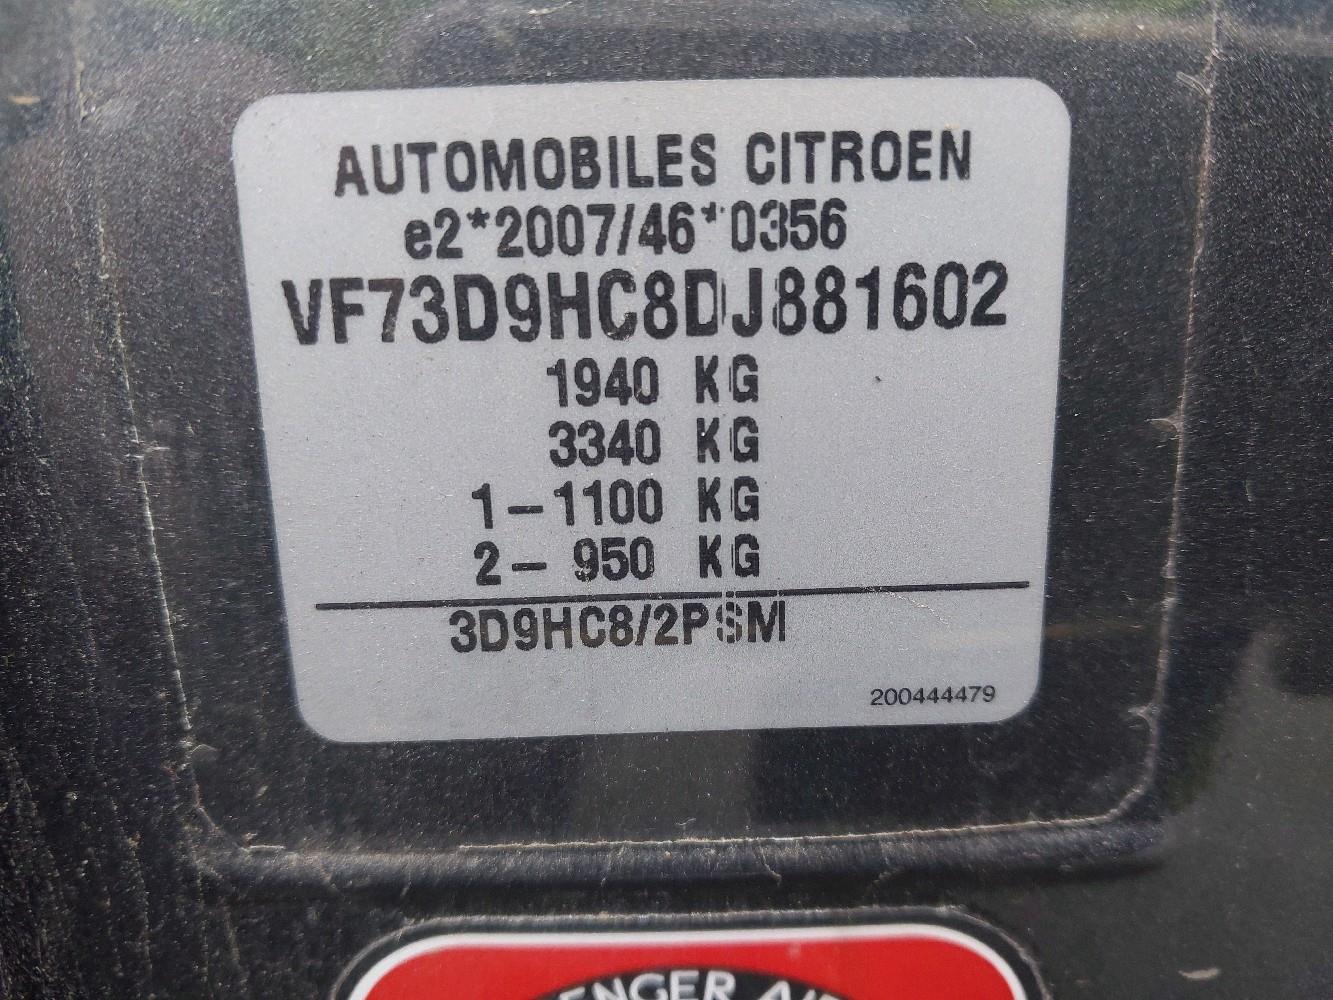 AUTOMOBILES CITROEN
e2*2007/46*0356
VF73D9HC8DJ881602
1940 KG
3340 KG
1-1100 KG
2- 950 KG
3D9HC8/2PSM
200444479